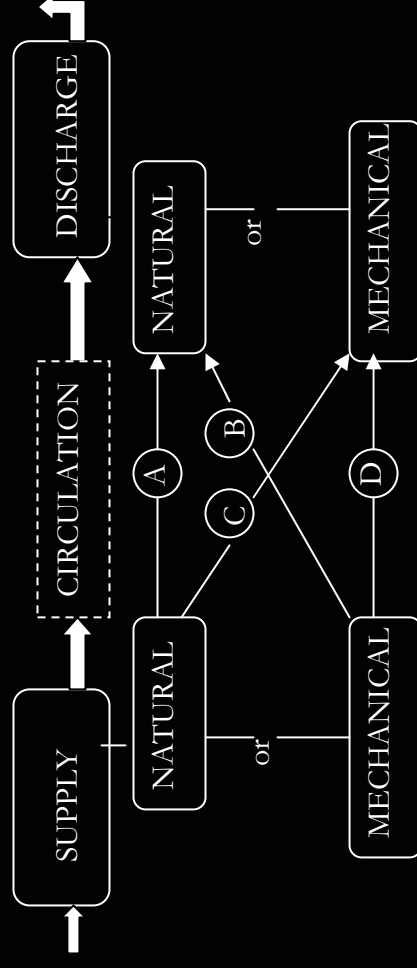 SUPPLY
CIRCULATION
DISCHARGE
NATURAL
A
NATURAL
or
C
B
or
MECHANICAL
D
MECHANICAL